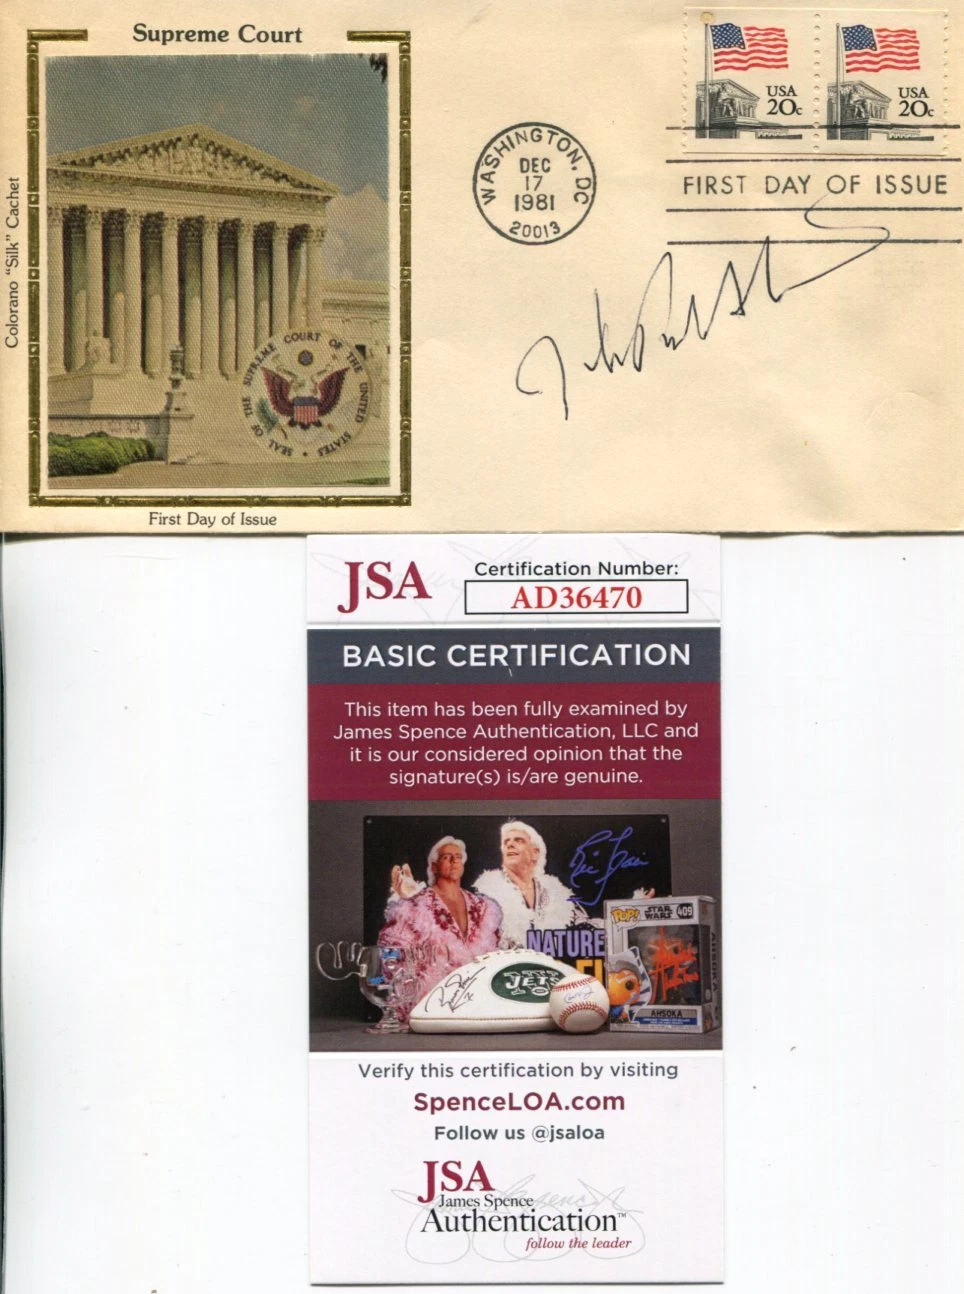 Supreme Court
Colorano "Silk" Cachet
SEAL OF THE SUPREME COURT OF THE UNITED STATES
First Day of Issue
WASHINGTON, DC
DEC
17
1981
20013
USA
20c
USA
20c
FIRST DAY OF ISSUE
JSA
Certification Number:
AD36470
BASIC CERTIFICATION
This item has been fully examined by
James Spence Authentication, LLC and
it is our considered opinion that the
signature(s) is/are genuine.
NATURE
JETS
POP!
STAR
WARS
409
AHSOKA
Verify this certification by visiting
SpenceLOA.com
Follow us @jsaloa
JSA
James Spence
Authentication™
follow the leader